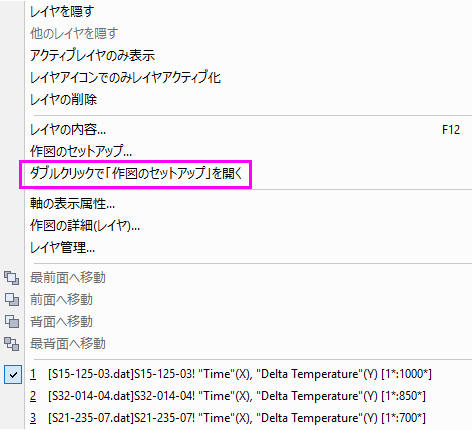 レイヤを隠す
他のレイヤを隠す
アクティブレイヤのみ表示
レイヤアイコンでのみレイヤアクティブ化
レイヤの削除
レイヤの内容... F12
作図のセットアップ...
ダブルクリックで「作図のセットアップ」を開く
軸の表示属性...
作図の詳細(レイヤ)...
レイヤ管理...
最前面へ移動
前面へ移動
背面へ移動
最背面へ移動
1 [S15-125-03.dat]S15-125-03! "Time"(X), "Delta Temperature"(Y) [1*:1000*]
2 [S32-014-04.dat]S32-014-04! "Time"(X), "Delta Temperature"(Y) [1*:850*]
3 [S21-235-07.dat]S21-235-07! "Time"(X), "Delta Temperature"(Y) [1*:700*]